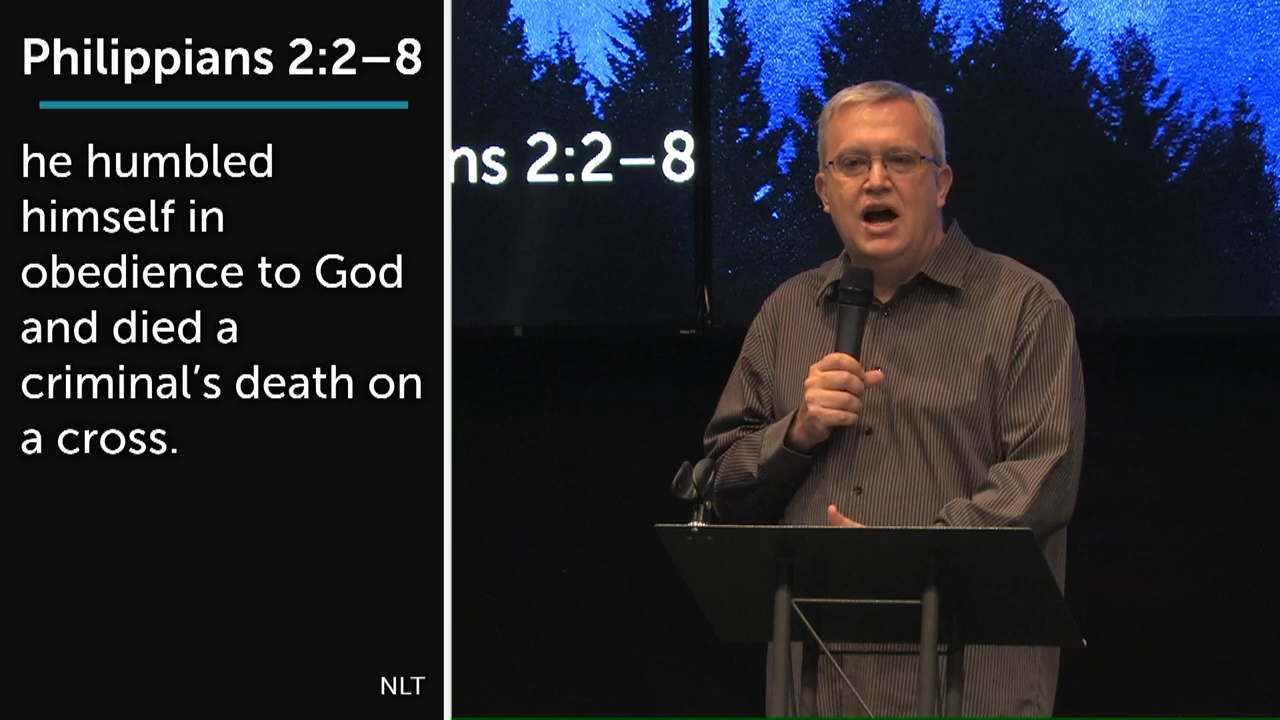 Philippians 2:2–8
he humbled
himself in
obedience to God
and died a
criminal’s death on
a cross.
NLT
ns 2:2–8